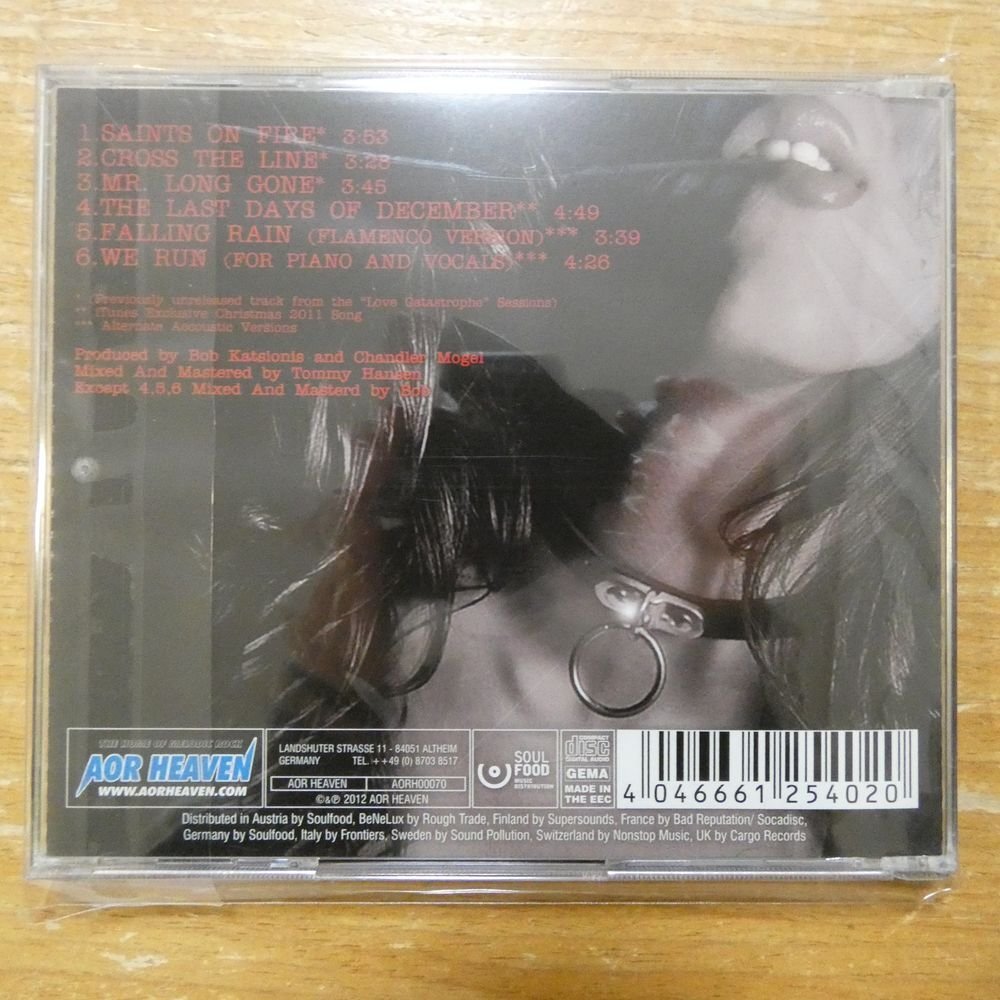 1.SAINTS ON FIRE* 3:53
2.CROSS THE LINE* 3:28
3.MR. LONG GONE* 3:45
4.THE LAST DAYS OF DECEMBER** 4:49
5.FALLING RAIN (FLAMENCO VERSION)*** 3:39
6.WE RUN (FOR PIANO AND VOCALS)*** 4:26
* (Previously unreleased track from the "Love Catastrophe" Sessions)
** iTunes Exclusive Christmas 2011 Song
*** Alternate Accoustic Versions
Produced by Bob Katsionis and Chandler Mogel
Mixed And Mastered by Tommy Hansen
Except 4,5,6 Mixed And Masterd by Bob
THE HOME OF MELODIC ROCK
AOR HEAVEN
WWW.AORHEAVEN.COM
LANDSHUTER STRASSE 11 - 84051 ALTHEIM
GERMANY TEL. ++49 (0) 8703 8517
AOR HEAVEN AORH00070
©&℗ 2012 AOR HEAVEN
SOUL
FOOD
MUSIC
DISTRIBUTION
COMPACT
disc
DIGITAL AUDIO
GEMA
MADE IN
THE EEC
4 046661 254020
Distributed in Austria by Soulfood, BeNeLux by Rough Trade, Finland by Supersounds, France by Bad Reputation/ Socadisc,
Germany by Soulfood, Italy by Frontiers, Sweden by Sound Pollution, Switzerland by Nonstop Music, UK by Cargo Records